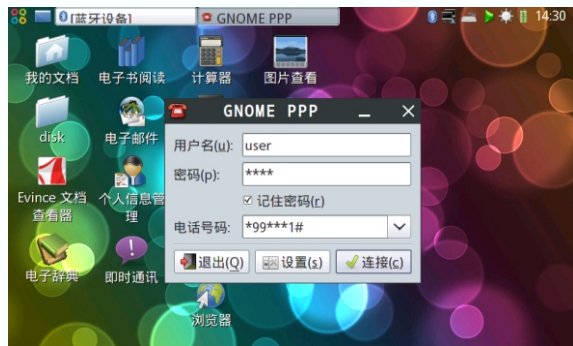 [蓝牙设备]
GNOME PPP
14:30
我的文档
电子书阅读
计算器
图片查看
disk
电子邮件
Evince 文档
查看器
个人信息管
理
电子辞典
即时通讯
浏览器
GNOME PPP
用户名(u):
user
密码(p):
****
记住密码(r)
电话号码:
*99***1#
退出(Q)
设置(s)
连接(c)